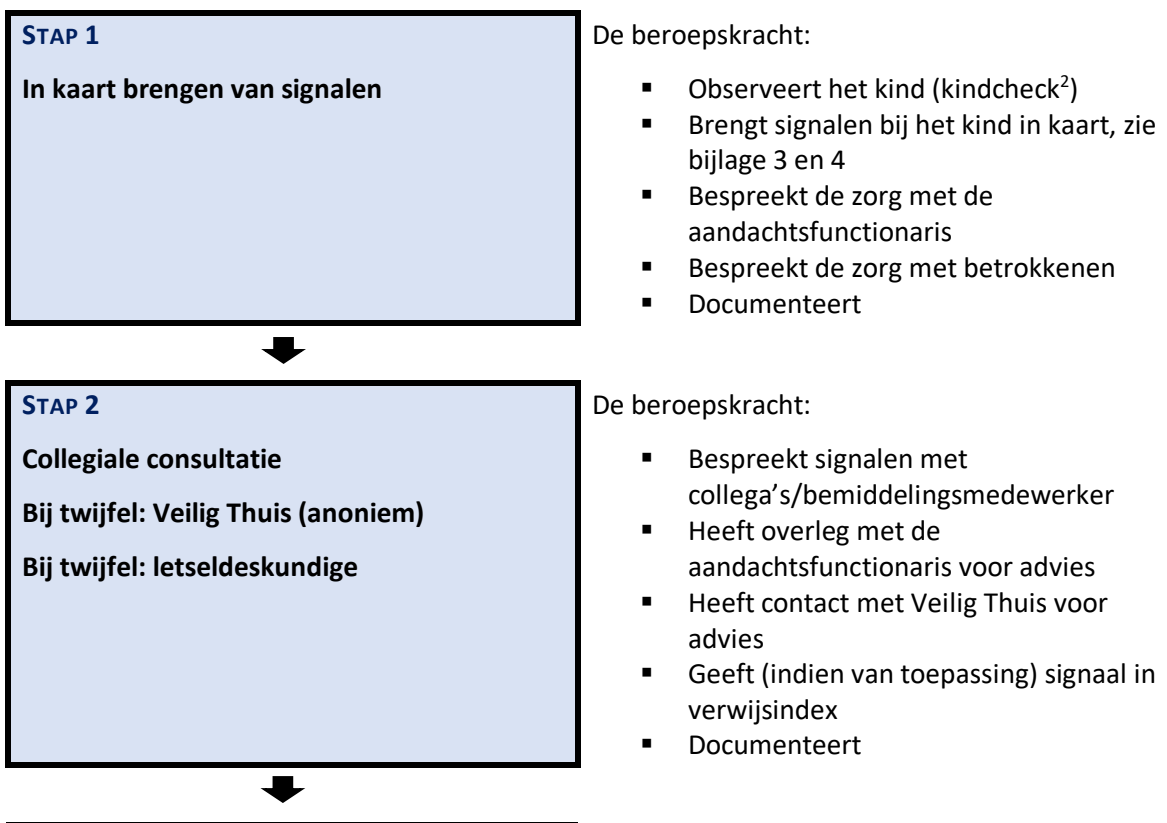 STAP 1
In kaart brengen van signalen
De beroepskracht:
▪ Observeert het kind (kindcheck²)
▪ Brengt signalen bij het kind in kaart, zie
bijlage 3 en 4
▪ Bespreekt de zorg met de
aandachtsfunctionaris
▪ Bespreekt de zorg met betrokkenen
▪ Documenteert
STAP 2
Collegiale consultatie
Bij twijfel: Veilig Thuis (anoniem)
Bij twijfel: letseldeskundige
De beroepskracht:
▪ Bespreekt signalen met
collega’s/bemiddelingsmedewerker
▪ Heeft overleg met de
aandachtsfunctionaris voor advies
▪ Heeft contact met Veilig Thuis voor
advies
▪ Geeft (indien van toepassing) signaal in
verwijsindex
▪ Documenteert